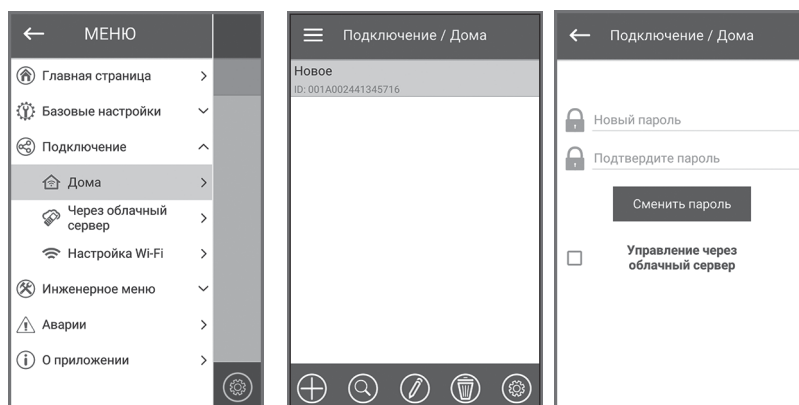 МЕНЮ
Главная страница
Базовые настройки
Подключение
Дома
Через облачный
сервер
Настройка Wi-Fi
Инженерное меню
Аварии
О приложении
Подключение / Дома
Новое
ID: 001A002441345716
Подключение / Дома
Новый пароль
Подтвердите пароль
Сменить пароль
Управление через
облачный сервер